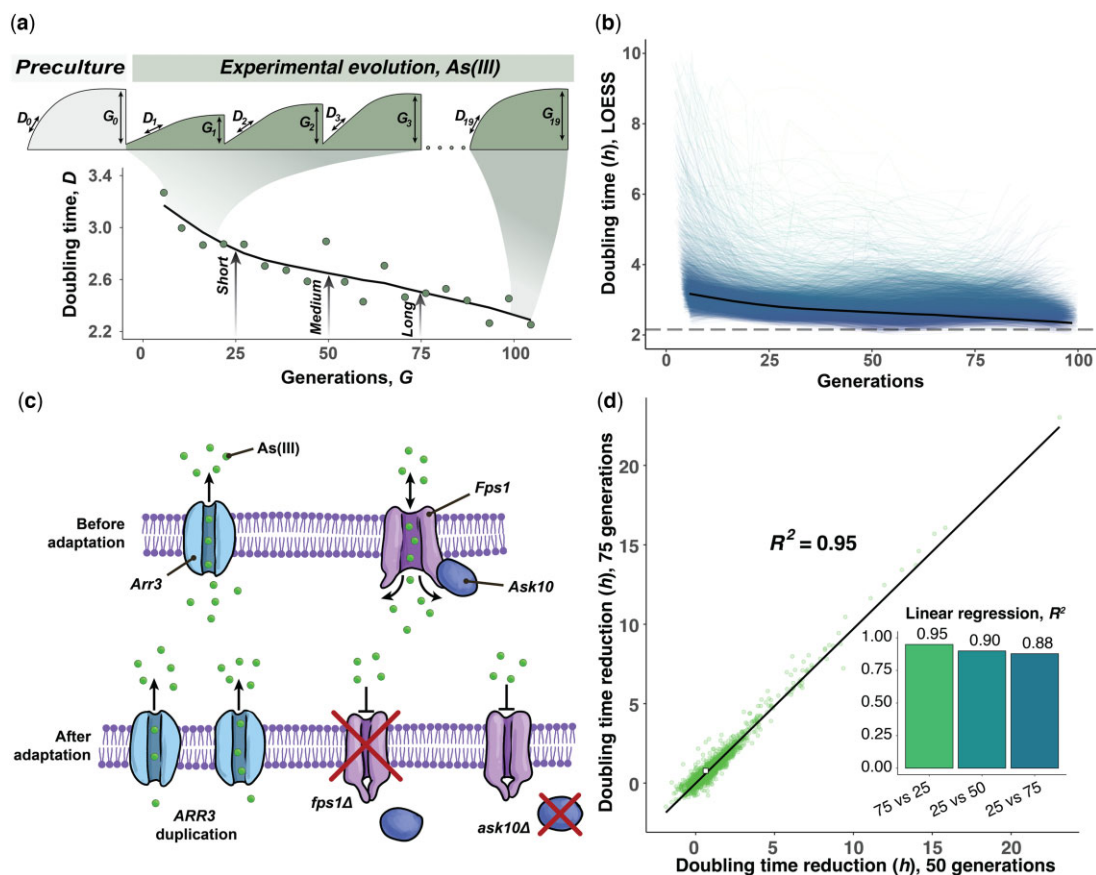 (a)
Preculture
Experimental evolution, As(III)
D0 G0 D1 G1 D2 G2 D3 G3 D19 G19
Doubling time, D
3.4
3.0
2.6
2.2
Short
Medium
Long
0 25 50 75 100
Generations, G
(b)
Doubling time (h), LOESS
10
8
6
4
2
0 25 50 75 100
Generations
(c)
As(III)
Fps1
Before
adaptation
Arr3
Ask10
After
adaptation
ARR3
duplication
fps1Δ
ask10Δ
(d)
Doubling time reduction (h), 75 generations
20
15
10
5
0
R² = 0.95
Linear regression, R²
1.00
0.75
0.50
0.25
0.00
0.95 0.90 0.88
75 vs 25
25 vs 50
25 vs 75
0 5 10 15 20
Doubling time reduction (h), 50 generations